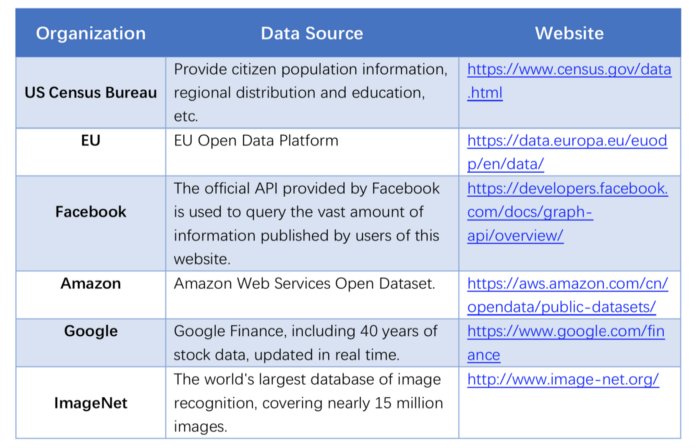 Organization Data Source Website
US Census Bureau
Provide citizen population information,
regional distribution and education,
etc.
https://www.census.gov/data
.html
EU
EU Open Data Platform
https://data.europa.eu/euod
p/en/data/
Facebook
The official API provided by Facebook
is used to query the vast amount of
information published by users of this
website.
https://developers.facebook.
com/docs/graph-
api/overview/
Amazon
Amazon Web Services Open Dataset.
https://aws.amazon.com/cn/
opendata/public-datasets/
Google
Google Finance, including 40 years of
stock data, updated in real time.
https://www.google.com/fin
ance
ImageNet
The world's largest database of image
recognition, covering nearly 15 million
images.
http://www.image-net.org/